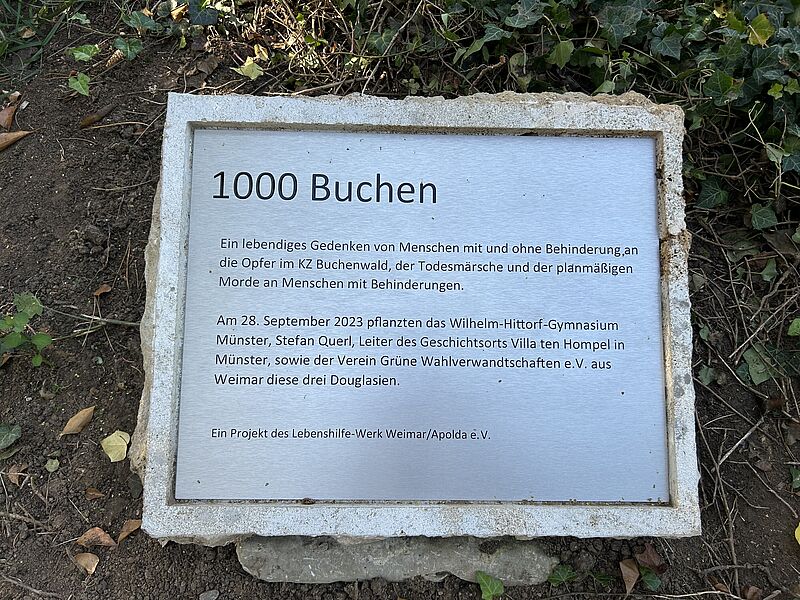 1000 Buchen
Ein lebendiges Gedenken von Menschen mit und ohne Behinderung an
die Opfer im KZ Buchenwald, der Todesmärsche und der planmäßigen
Morde an Menschen mit Behinderungen.
Am 28. September 2023 pflanzten das Wilhelm-Hittorf-Gymnasium
Münster, Stefan Querl, Leiter des Geschichtsorts Villa ten Hompel in
Münster, sowie der Verein Grüne Wahlverwandtschaften e.V. aus
Weimar diese drei Douglasien.
Ein Projekt des Lebenshilfe-Werk Weimar/Apolda e.V.